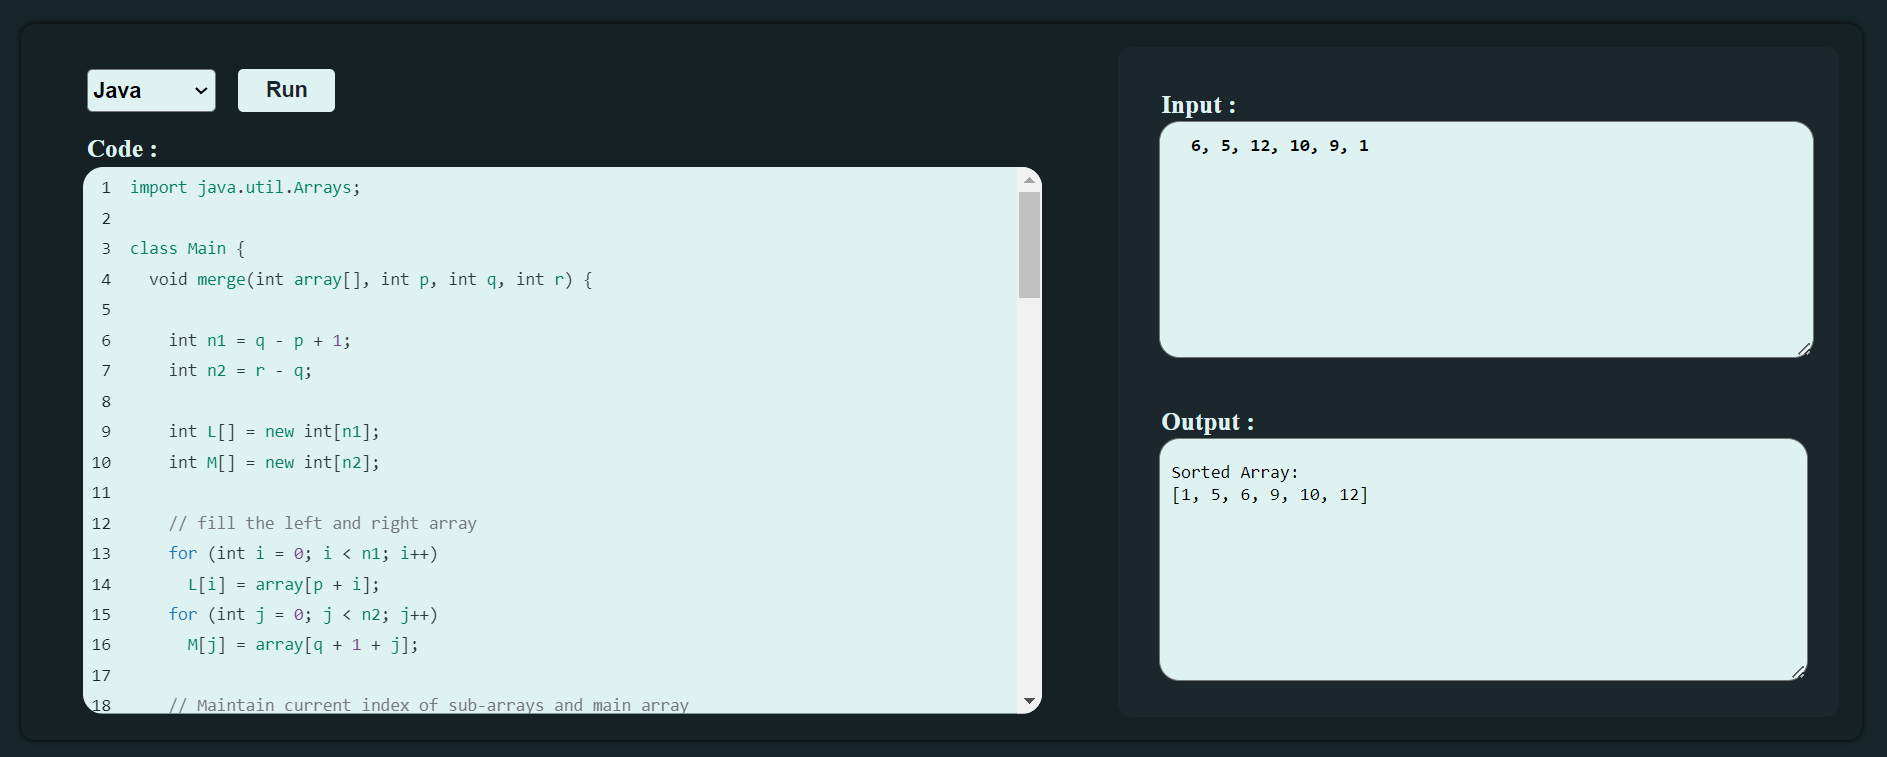 Java Run
Code :
1 import java.util.Arrays;
2
3 class Main {
4 void merge(int array[], int p, int q, int r) {
5
6 int n1 = q - p + 1;
7 int n2 = r - q;
8
9 int L[] = new int[n1];
10 int M[] = new int[n2];
11
12 // fill the left and right array
13 for (int i = 0; i < n1; i++)
14 L[i] = array[p + i];
15 for (int j = 0; j < n2; j++)
16 M[j] = array[q + 1 + j];
17
18 // Maintain current index of sub-arrays and main array
Input :
6, 5, 12, 10, 9, 1
Output :
Sorted Array:
[1, 5, 6, 9, 10, 12]